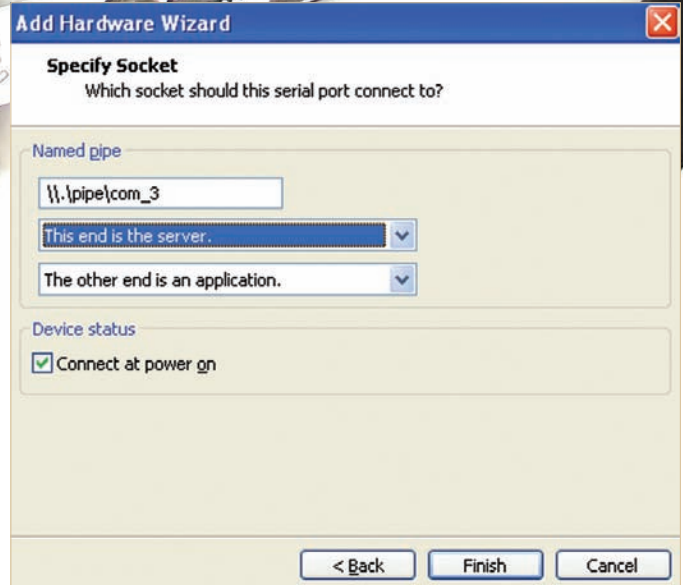 Add Hardware Wizard
Specify Socket
Which socket should this serial port connect to?
Named pipe
\\.\pipe\com_3
This end is the server.
The other end is an application.
Device status
Connect at power on
< Back
Finish
Cancel